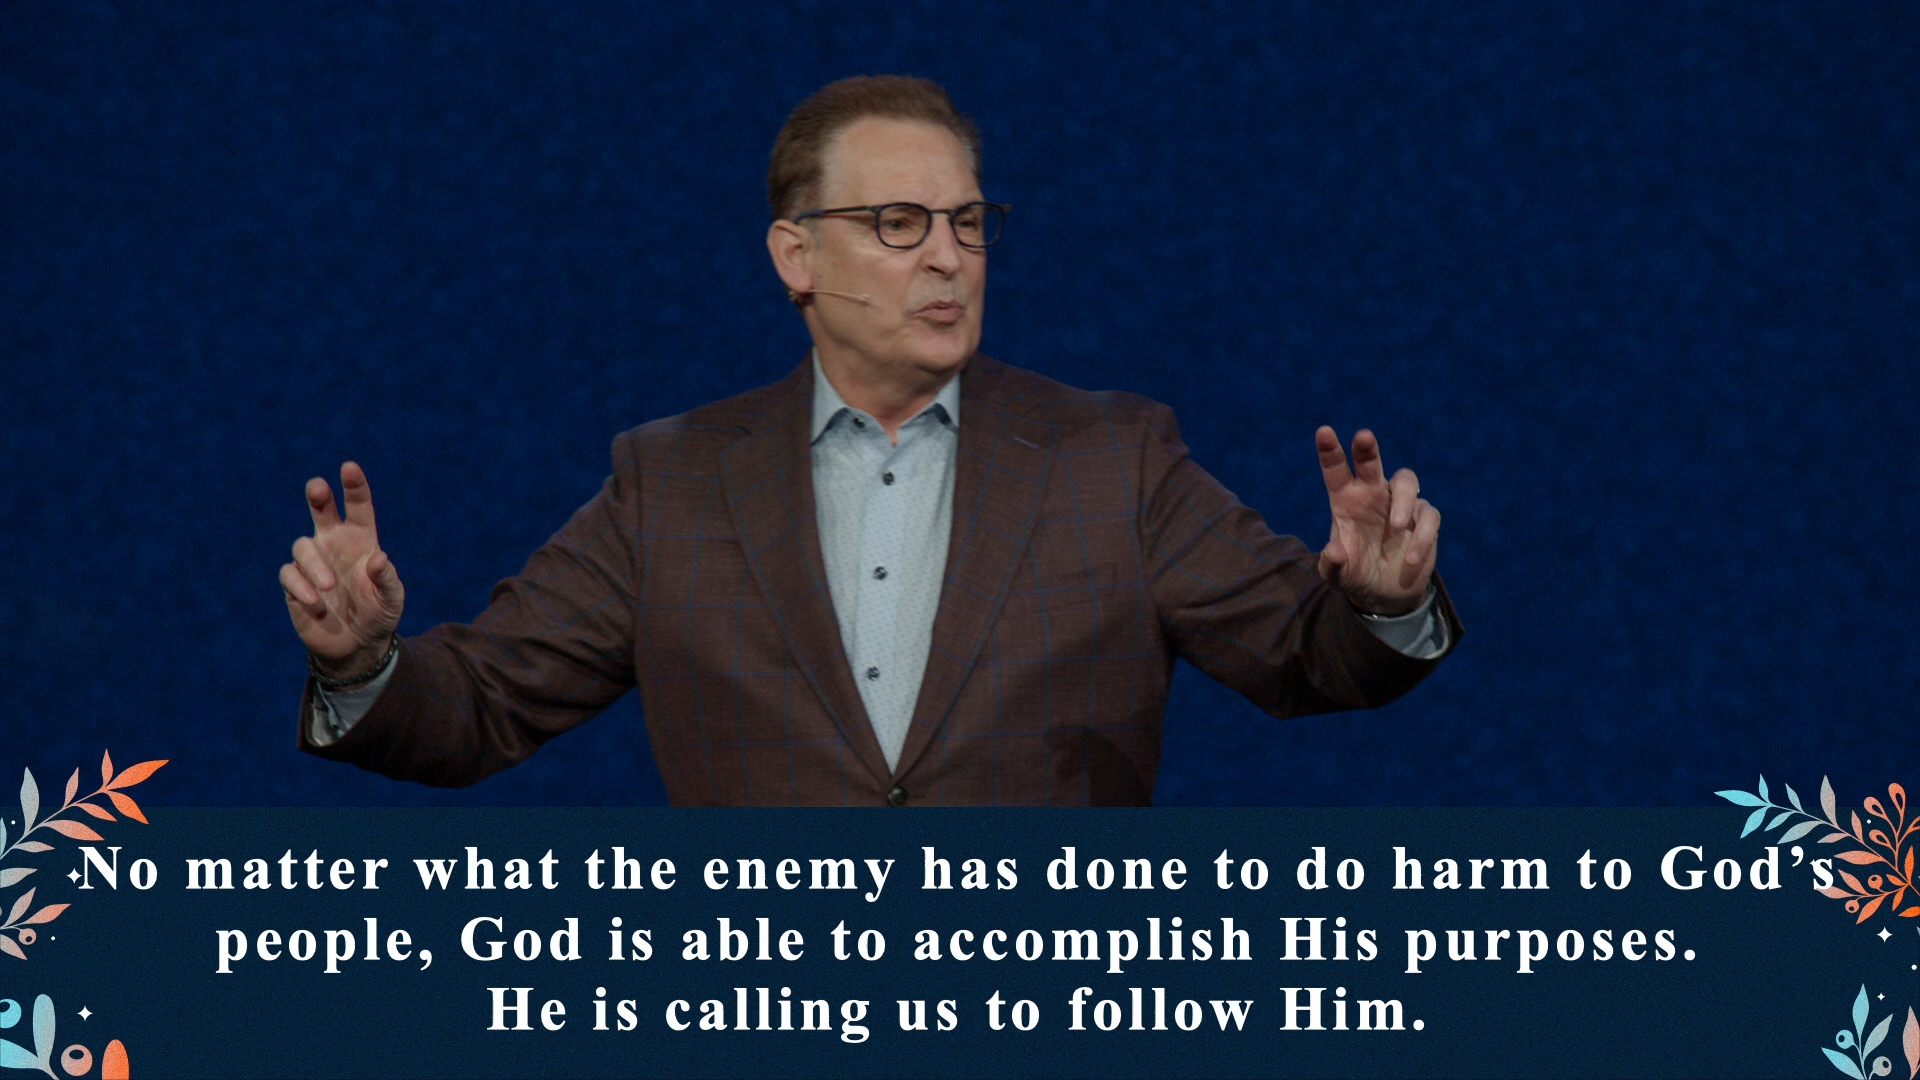 No matter what the enemy has done to do harm to God’s
people, God is able to accomplish His purposes.
He is calling us to follow Him.